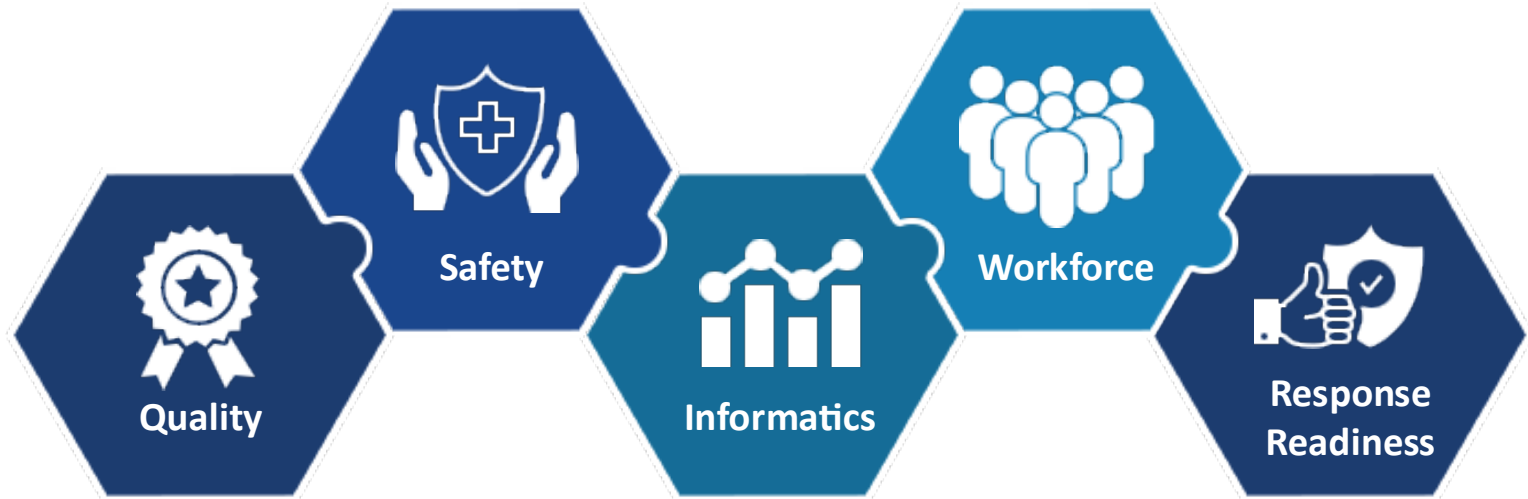 Quality
Safety
Informatics
Workforce
Response
Readiness